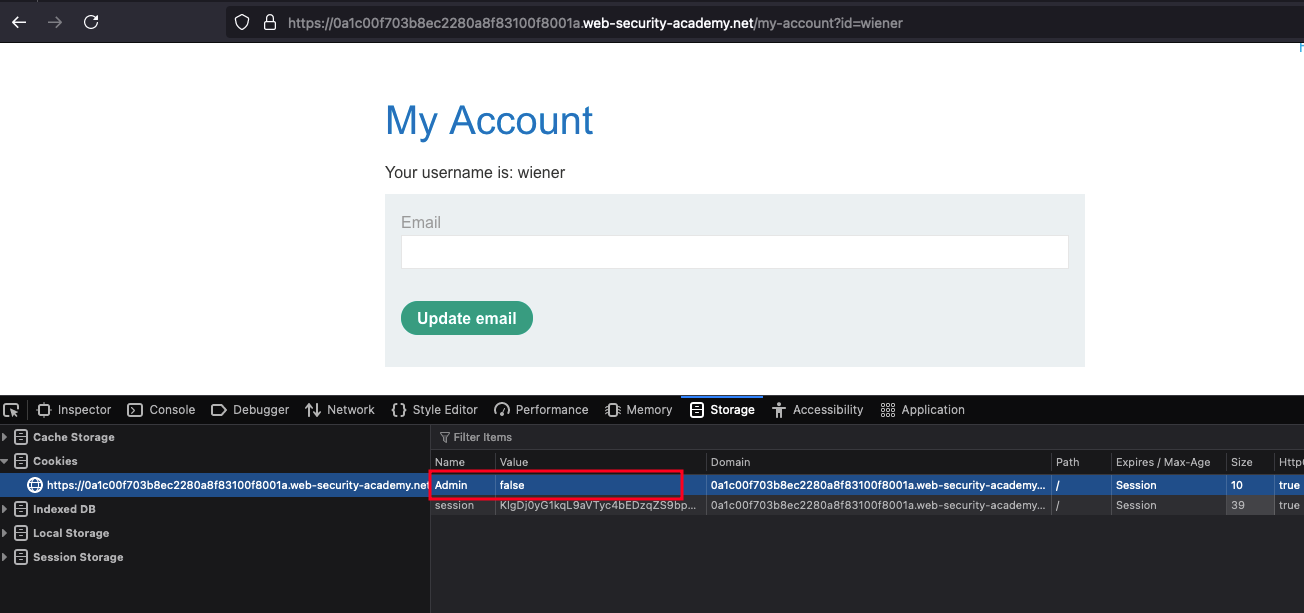 https://0a1c00f703b8ec2280a8f83100f8001a.web-security-academy.net/my-account?id=wiener
My Account
Your username is: wiener
Email
Update email
Inspector Console Debugger Network Style Editor Performance Memory Storage Accessibility Application
Cache Storage
Cookies
https://0a1c00f703b8ec2280a8f83100f8001a.web-security-academy.net
Indexed DB
Local Storage
Session Storage
Filter Items
Name Value Domain Path Expires / Max-Age Size
Admin false 0a1c00f703b8ec2280a8f83100f8001a.web-security-academy... / Session 10 true
session 0a1c00f703b8ec2280a8f83100f8001a.web-security-academy... / Session 39 true